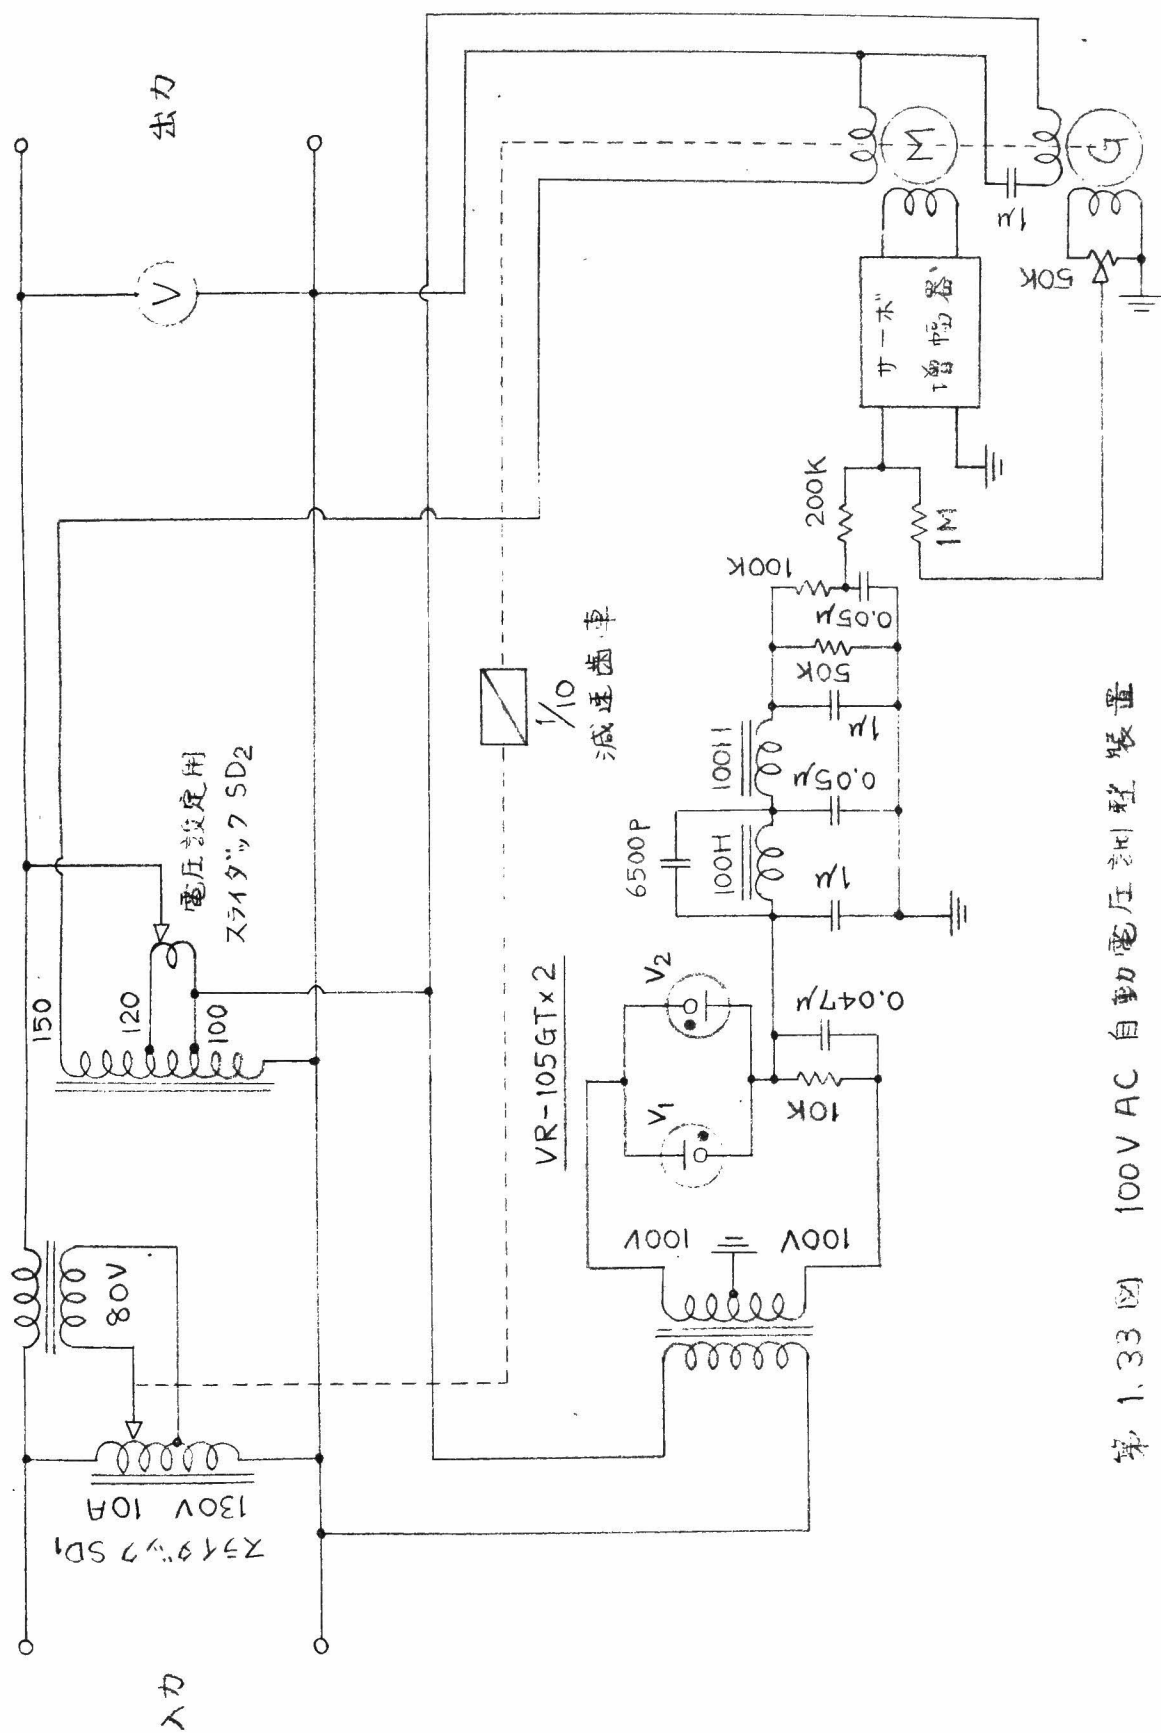 入力
出力
スライダック SD₁
130V 10A
80V
150
120
100
電圧設定用
スライダック SD₂
V
1/10
減速歯車
VR-105GT×2
V₁
V₂
100V
100V
10K
0.047μ
6500P
100H
100H
1μ
0.05μ
1μ
50K
100K
0.05μ
200K
1M
サーボ
増幅器
M
G
1μ
50K
第 1.33 図 100V AC 自動電圧調整装置